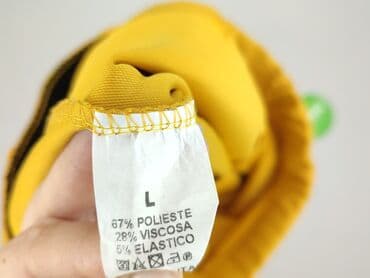 L
67% POLIESTE
28% VISCOSA
5% ELASTICO